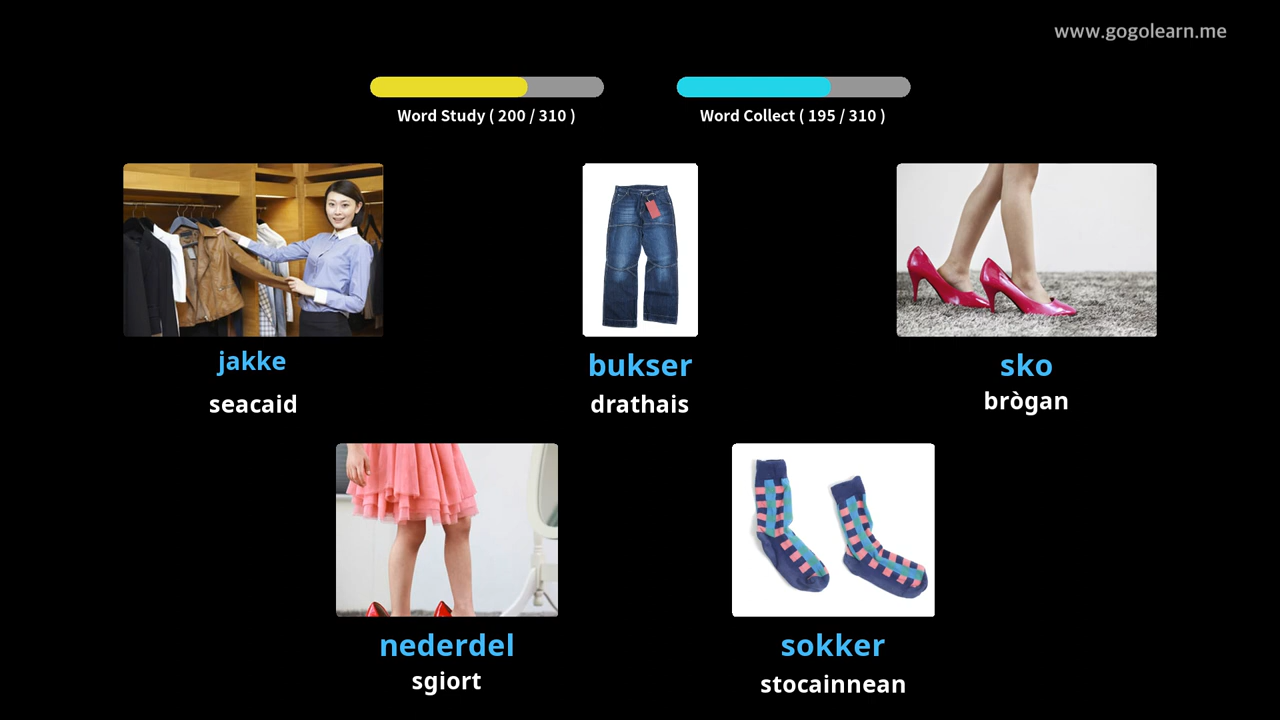 www.gogolearn.me
Word Study ( 200 / 310 )
Word Collect ( 195 / 310 )
jakke
seacaid
bukser
drathais
sko
brògan
nederdel
sgiort
sokker
stocainnean